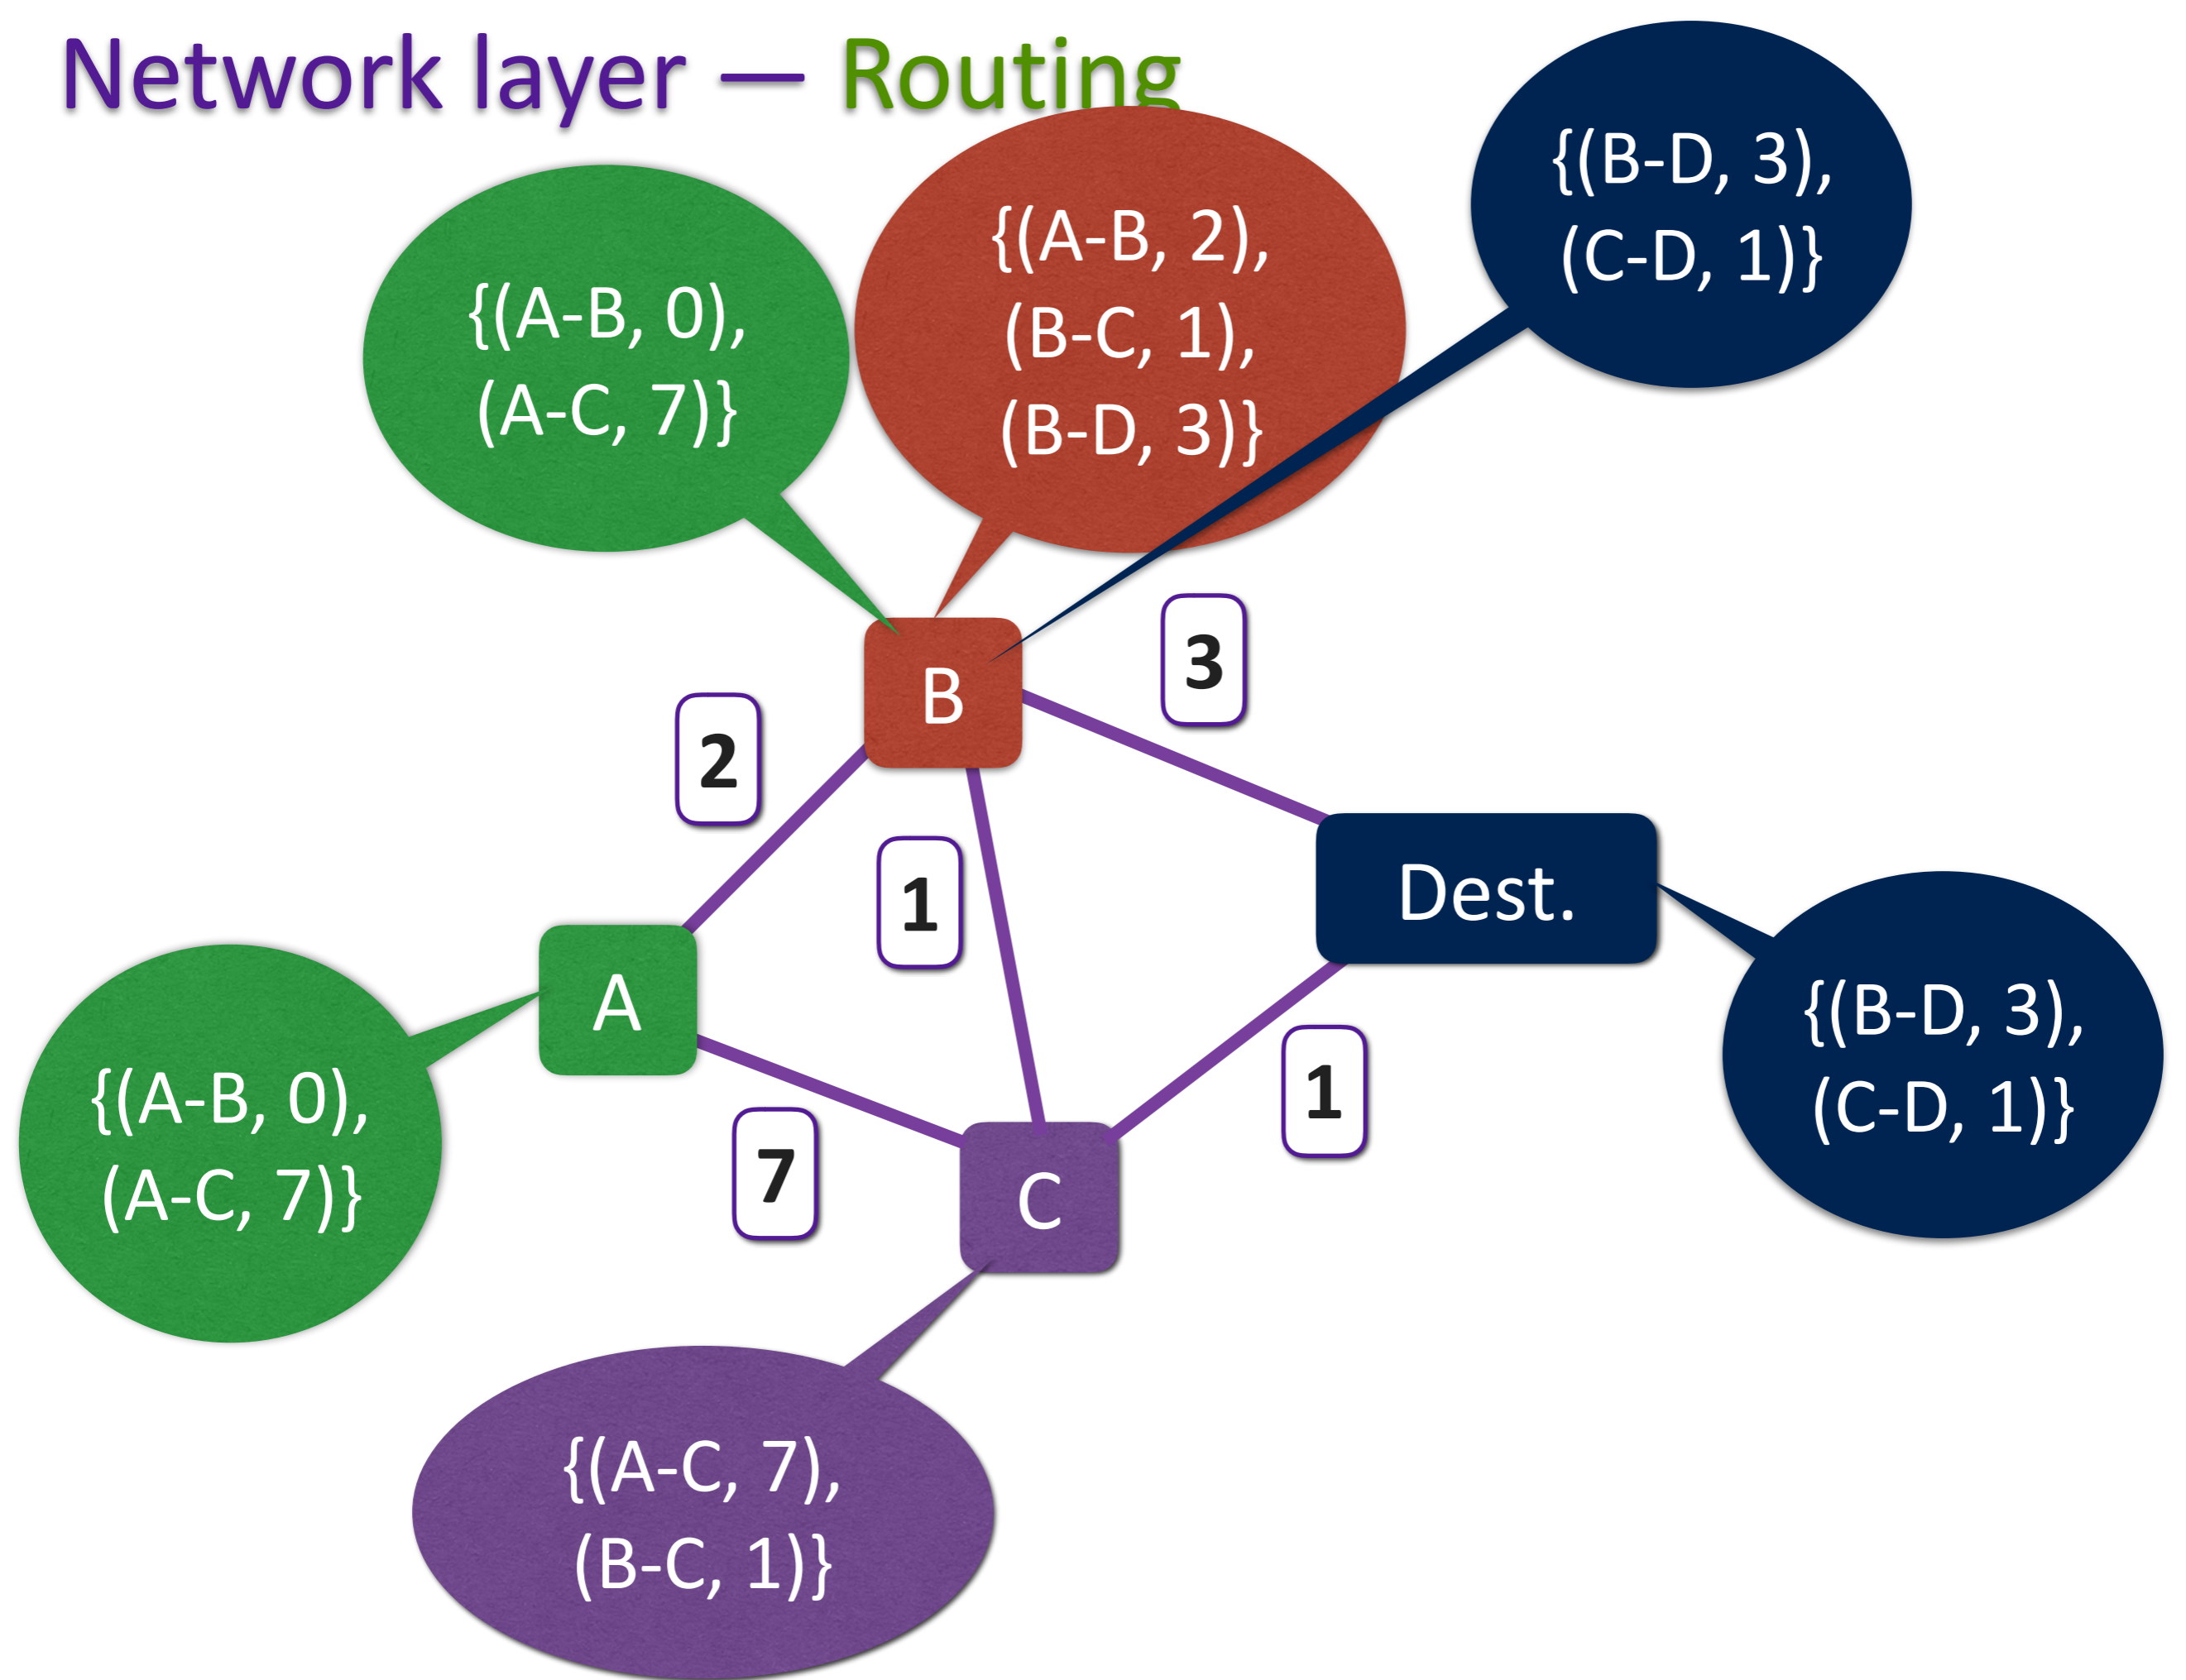 Network layer — Routing
{(A-B, 0),
(A-C, 7)}
{(A-B, 2),
(B-C, 1),
(B-D, 3)}
{(B-D, 3),
(C-D, 1)}
B
3
2
1
Dest.
A
1
7
C
{(A-B, 0),
(A-C, 7)}
{(B-D, 3),
(C-D, 1)}
{(A-C, 7),
(B-C, 1)}